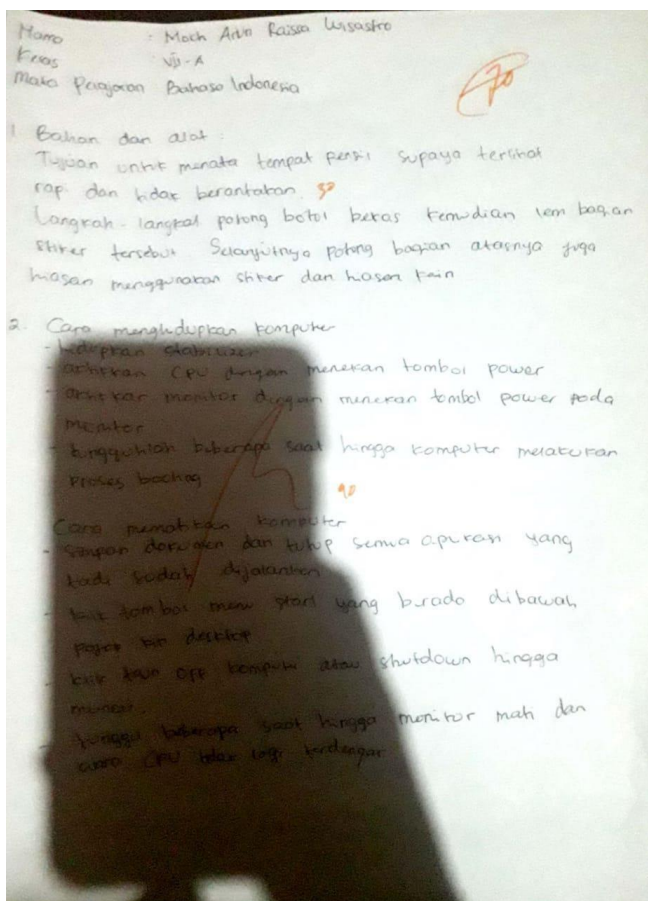 Nama : Moch Arvn Raissa Wisastro
Kelas : VII - A
Mata Pelajaran Bahasa Indonesia
70
1. Bahan dan alat :
Tujuan untuk menata tempat pensil supaya terlihat
rapi dan tidak berantakan. 30
Langkah - langkah potong botol bekas kemudian lem bagian
stiker tersebut Selanjutnya potong bagian atasnya juga
hiasan menggunakan stiker dan hiasan kain
2. Cara menghidupkan komputer
- hidupkan stabilizer
- aktifkan CPU dengan menekan tombol power
- aktifkan monitor dengan menekan tombol power pada
monitor
- tungguhlah beberapa saat hingga komputer melakukan
proses booting
40
Cara mematikan komputer
- Simpan dokumen dan tutup semua aplikasi yang
tadi sudah dijalankan
- klik tombol menu start yang berada dibawah
pojok kiri desktop
- klik turn off komputer atau shutdown hingga
- tunggu beberapa saat hingga monitor mati dan
suara CPU tidak lagi terdengar